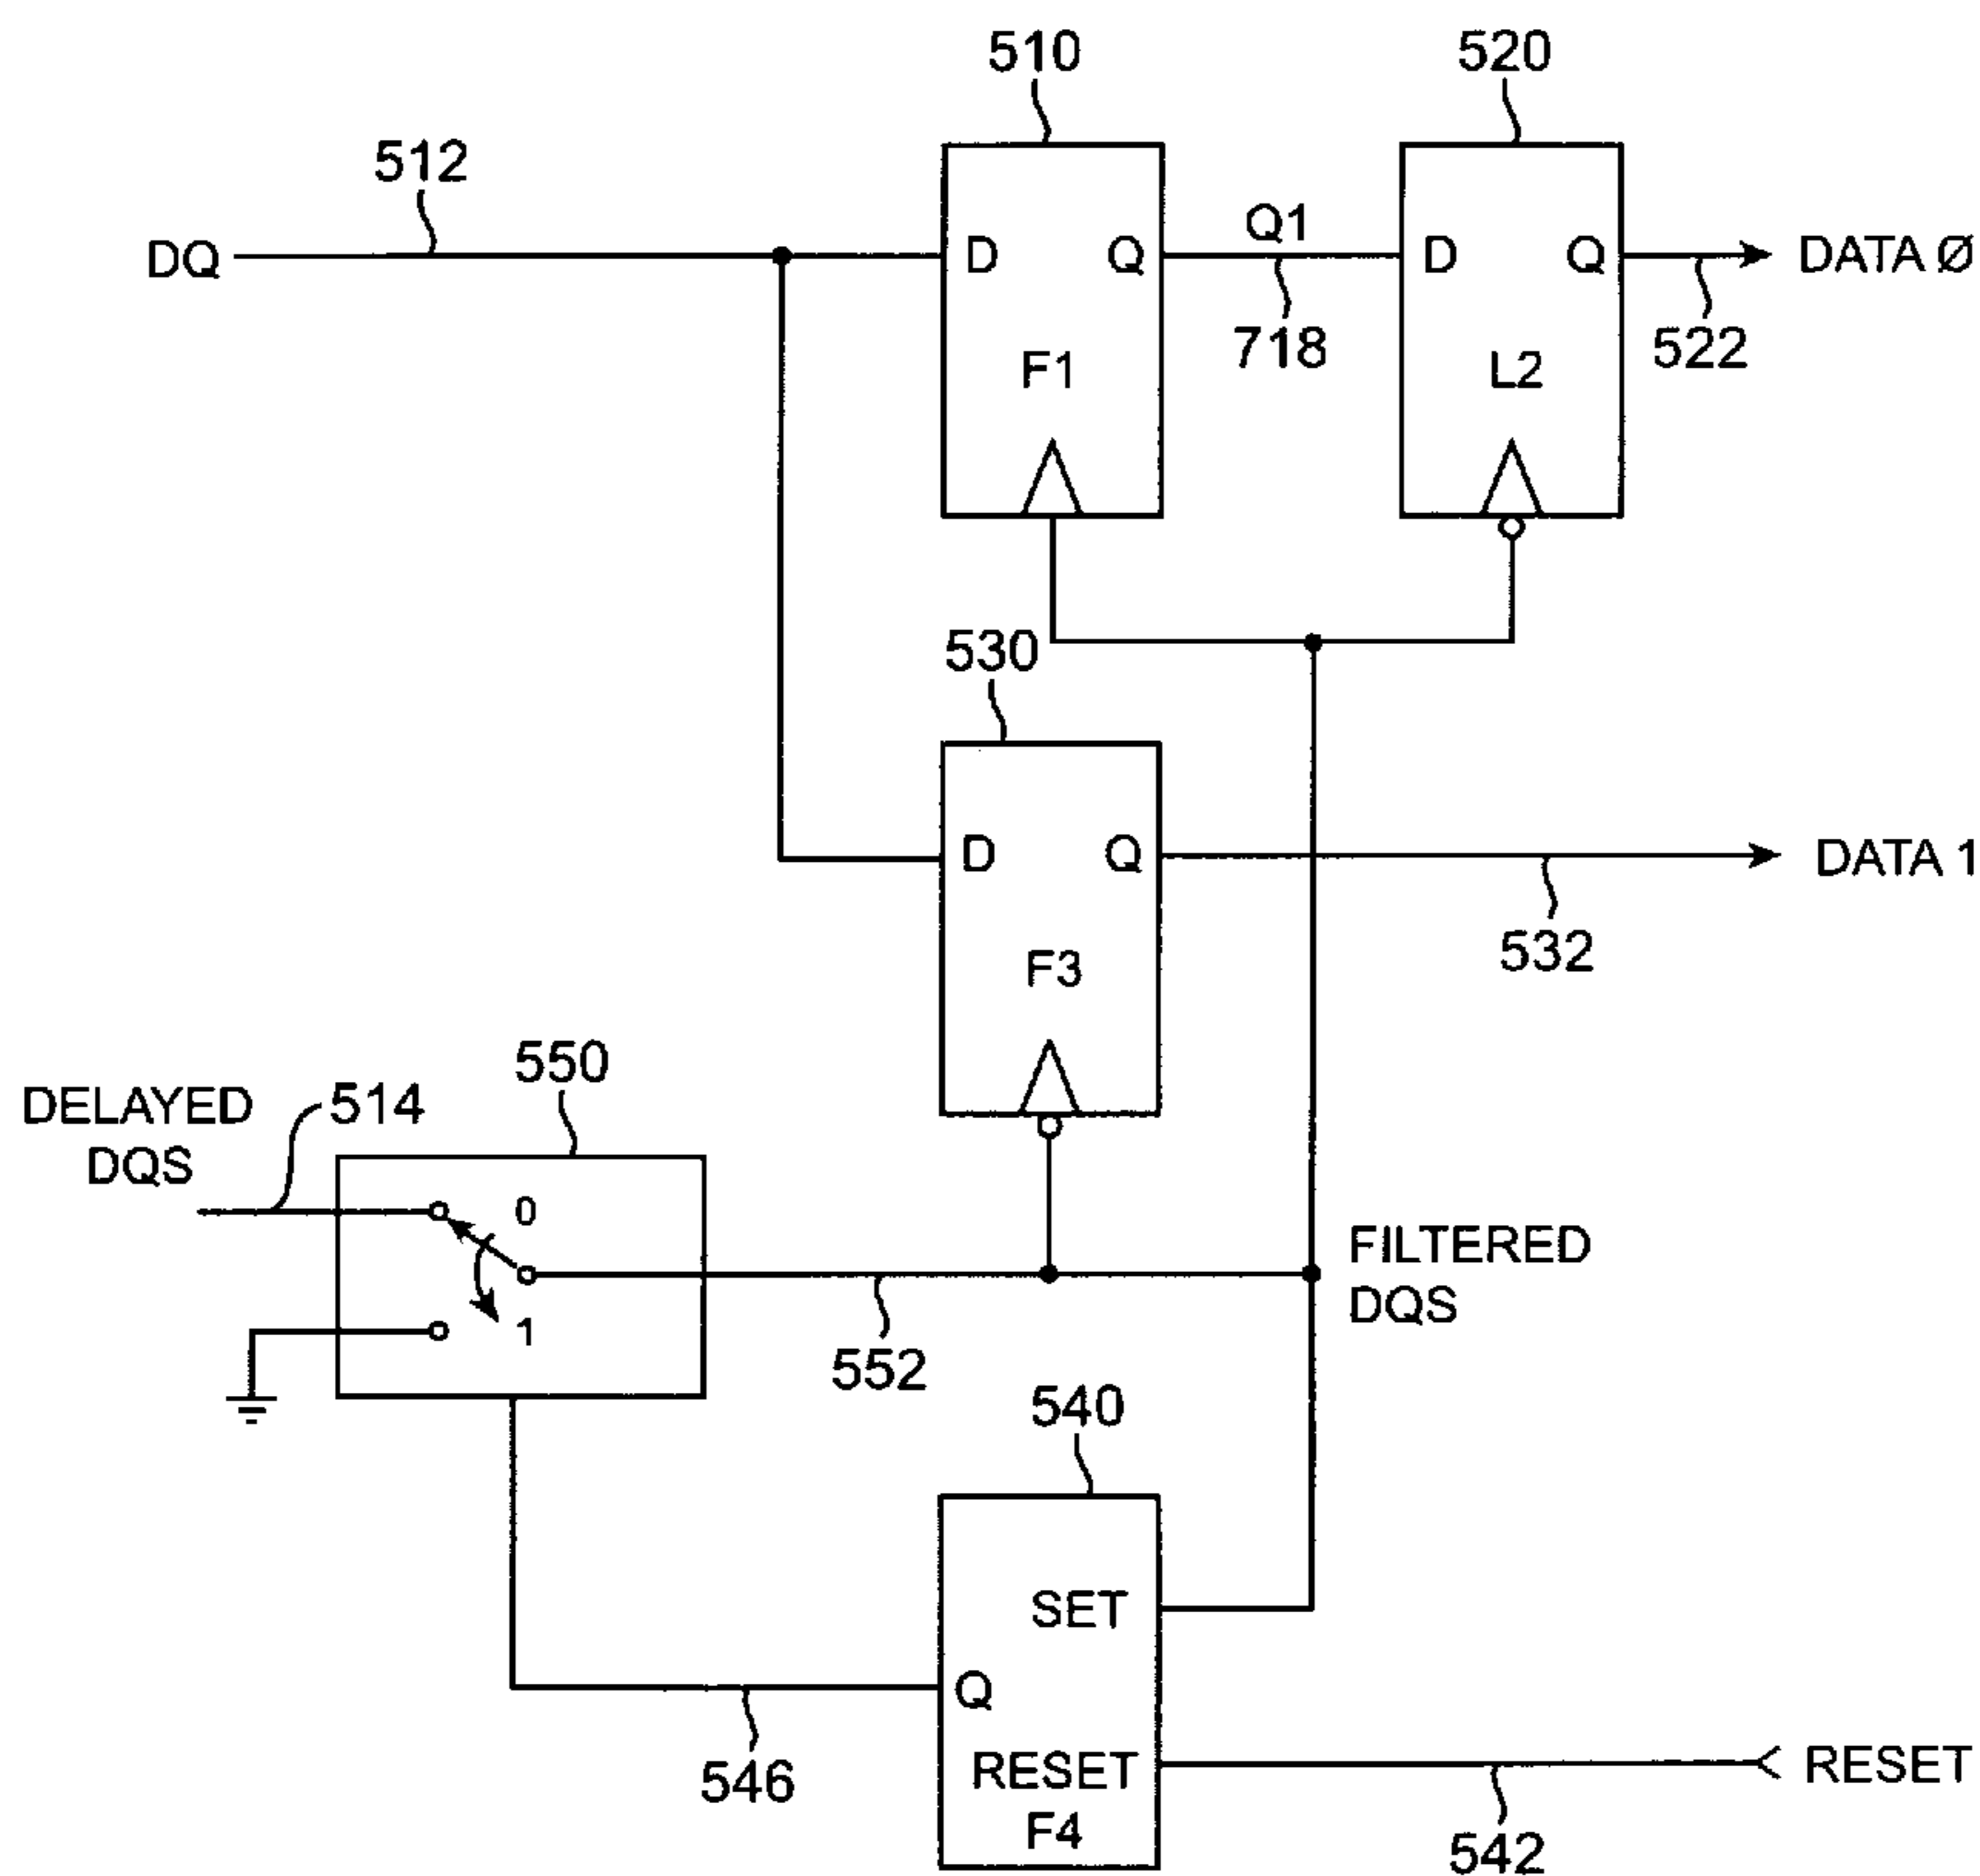 510
520
512
DQ
D
Q
Q1
D
Q
DATA Ø
718
522
F1
L2
530
D
Q
DATA 1
532
F3
550
DELAYED
DQS
514
0
1
FILTERED
DQS
552
540
SET
Q
546
RESET
F4
RESET
542